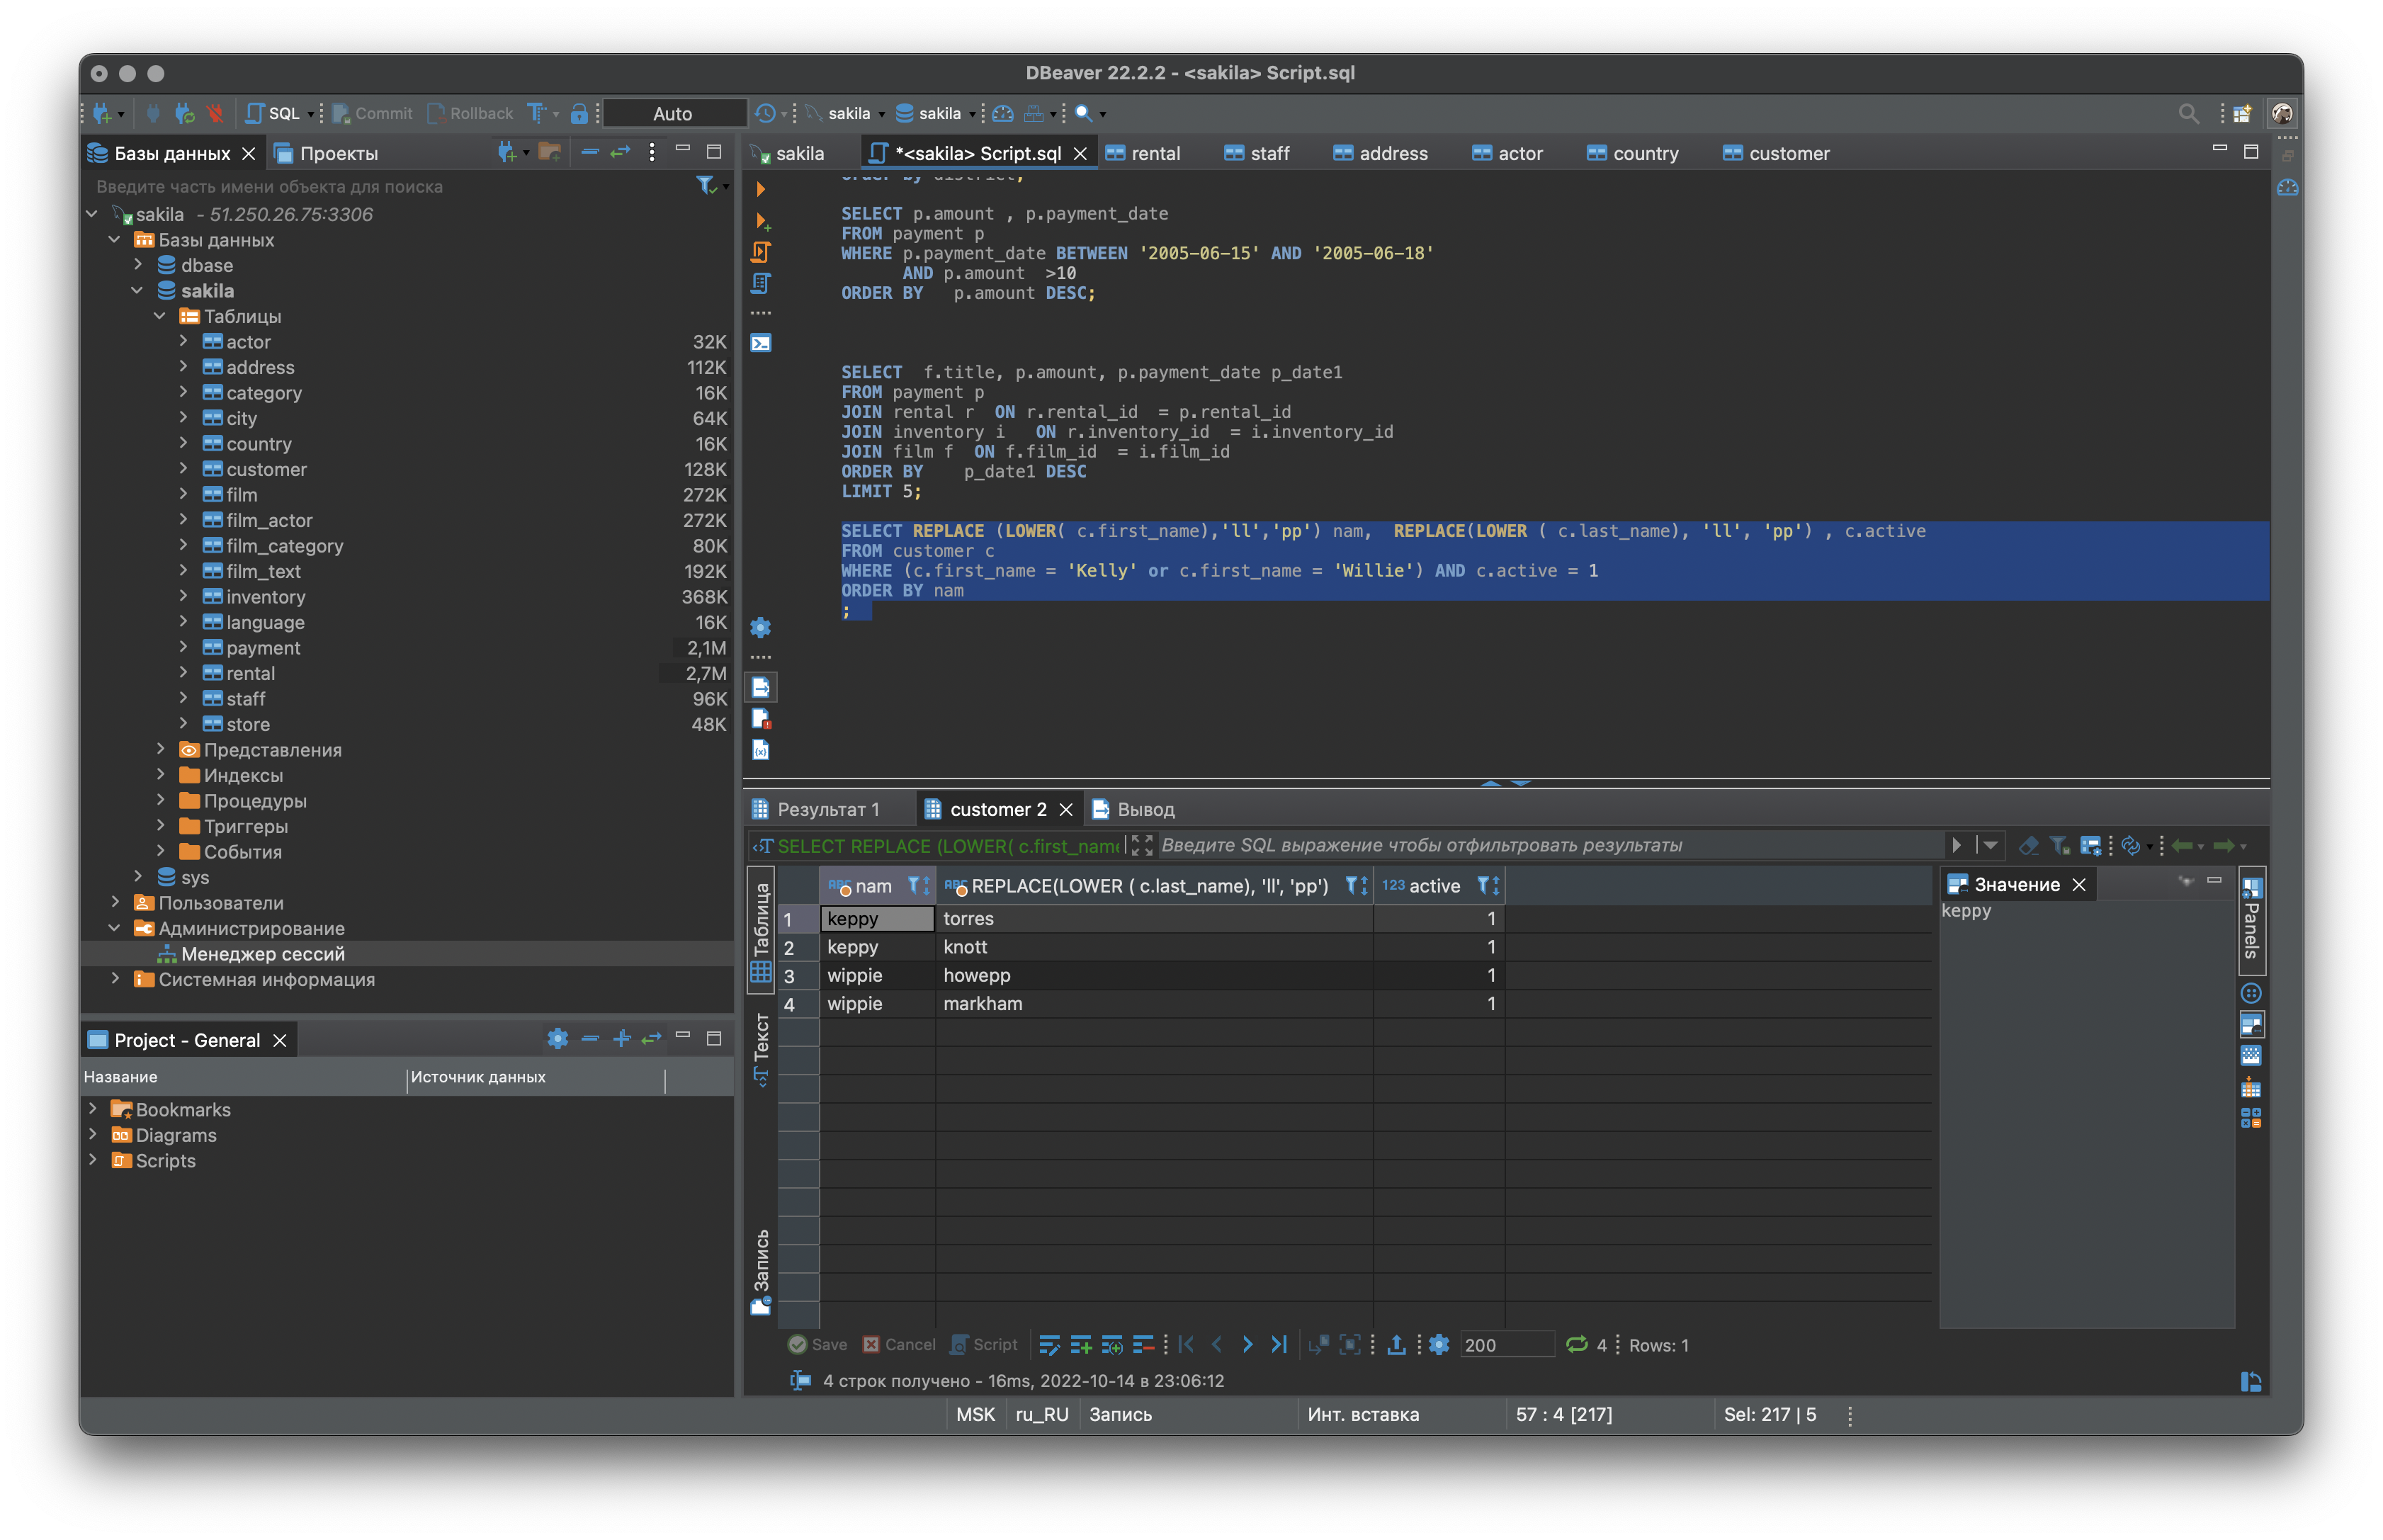 DBeaver 22.2.2 - <sakila> Script.sql
SQL Commit Rollback Auto sakila sakila
Базы данных Проекты
Введите часть имени объекта для поиска
sakila - 51.250.26.75:3306
Базы данных
dbase
sakila
Таблицы
actor 32K
address 112K
category 16K
city 64K
country 16K
customer 128K
film 272K
film_actor 272K
film_category 80K
film_text 192K
inventory 368K
language 16K
payment 2,1M
rental 2,7M
staff 96K
store 48K
Представления
Индексы
Процедуры
Триггеры
События
sys
Пользователи
Администрирование
Менеджер сессий
Системная информация
Project - General
Название Источник данных
Bookmarks
Diagrams
Scripts
sakila *<sakila> Script.sql rental staff address actor country customer
order by district;
SELECT p.amount , p.payment_date
FROM payment p
WHERE p.payment_date BETWEEN '2005-06-15' AND '2005-06-18'
AND p.amount >10
ORDER BY p.amount DESC;
SELECT f.title, p.amount, p.payment_date p_date1
FROM payment p
JOIN rental r ON r.rental_id = p.rental_id
JOIN inventory i ON r.inventory_id = i.inventory_id
JOIN film f ON f.film_id = i.film_id
ORDER BY p_date1 DESC
LIMIT 5;
SELECT REPLACE (LOWER( c.first_name),'ll','pp') nam, REPLACE(LOWER ( c.last_name), 'll', 'pp') , c.active
FROM customer c
WHERE (c.first_name = 'Kelly' or c.first_name = 'Willie') AND c.active = 1
ORDER BY nam
;
Результат 1 customer 2 Вывод
SELECT REPLACE (LOWER( c.first_name Введите SQL выражение чтобы отфильтровать результаты
Таблица
Текст
Запись
ABC nam ABC REPLACE(LOWER ( c.last_name), 'll', 'pp') 123 active
1 keppy torres 1
2 keppy knott 1
3 wippie howepp 1
4 wippie markham 1
Значение
keppy
Panels
Save Cancel Script 200 4 Rows: 1
4 строк получено - 16ms, 2022-10-14 в 23:06:12
MSK ru_RU Запись Инт. вставка 57 : 4 [217] Sel: 217 | 5